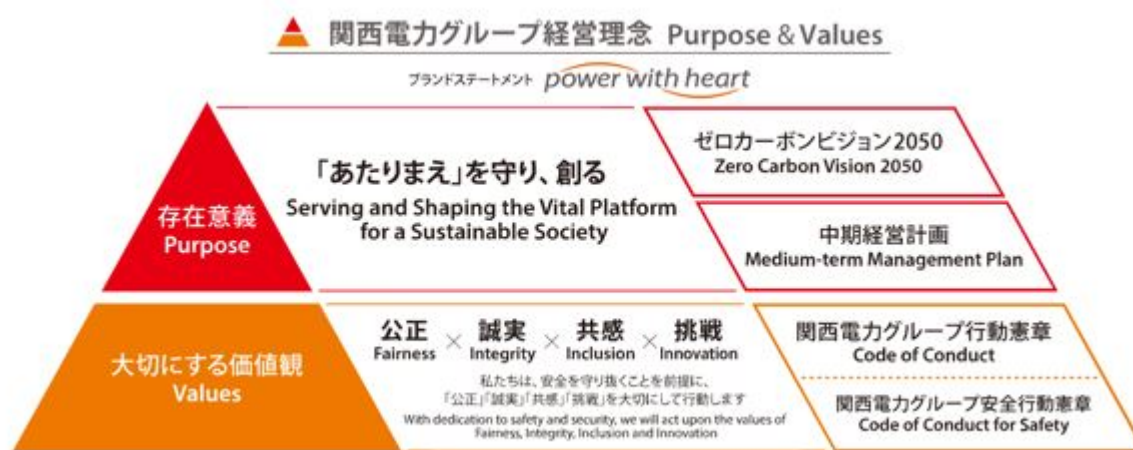 関西電力グループ経営理念 Purpose & Values
ブランドステートメント power with heart
存在意義
Purpose
「あたりまえ」を守り、創る
Serving and Shaping the Vital Platform
for a Sustainable Society
ゼロカーボンビジョン2050
Zero Carbon Vision 2050
中期経営計画
Medium-term Management Plan
大切にする価値観
Values
公正 × 誠実 × 共感 × 挑戦
Fairness Integrity Inclusion Innovation
私たちは、安全を守り抜くことを前提に、
「公正」「誠実」「共感」「挑戦」を大切にして行動します
With dedication to safety and security, we will act upon the values of
Fairness, Integrity, Inclusion and Innovation
関西電力グループ行動憲章
Code of Conduct
関西電力グループ安全行動憲章
Code of Conduct for Safety